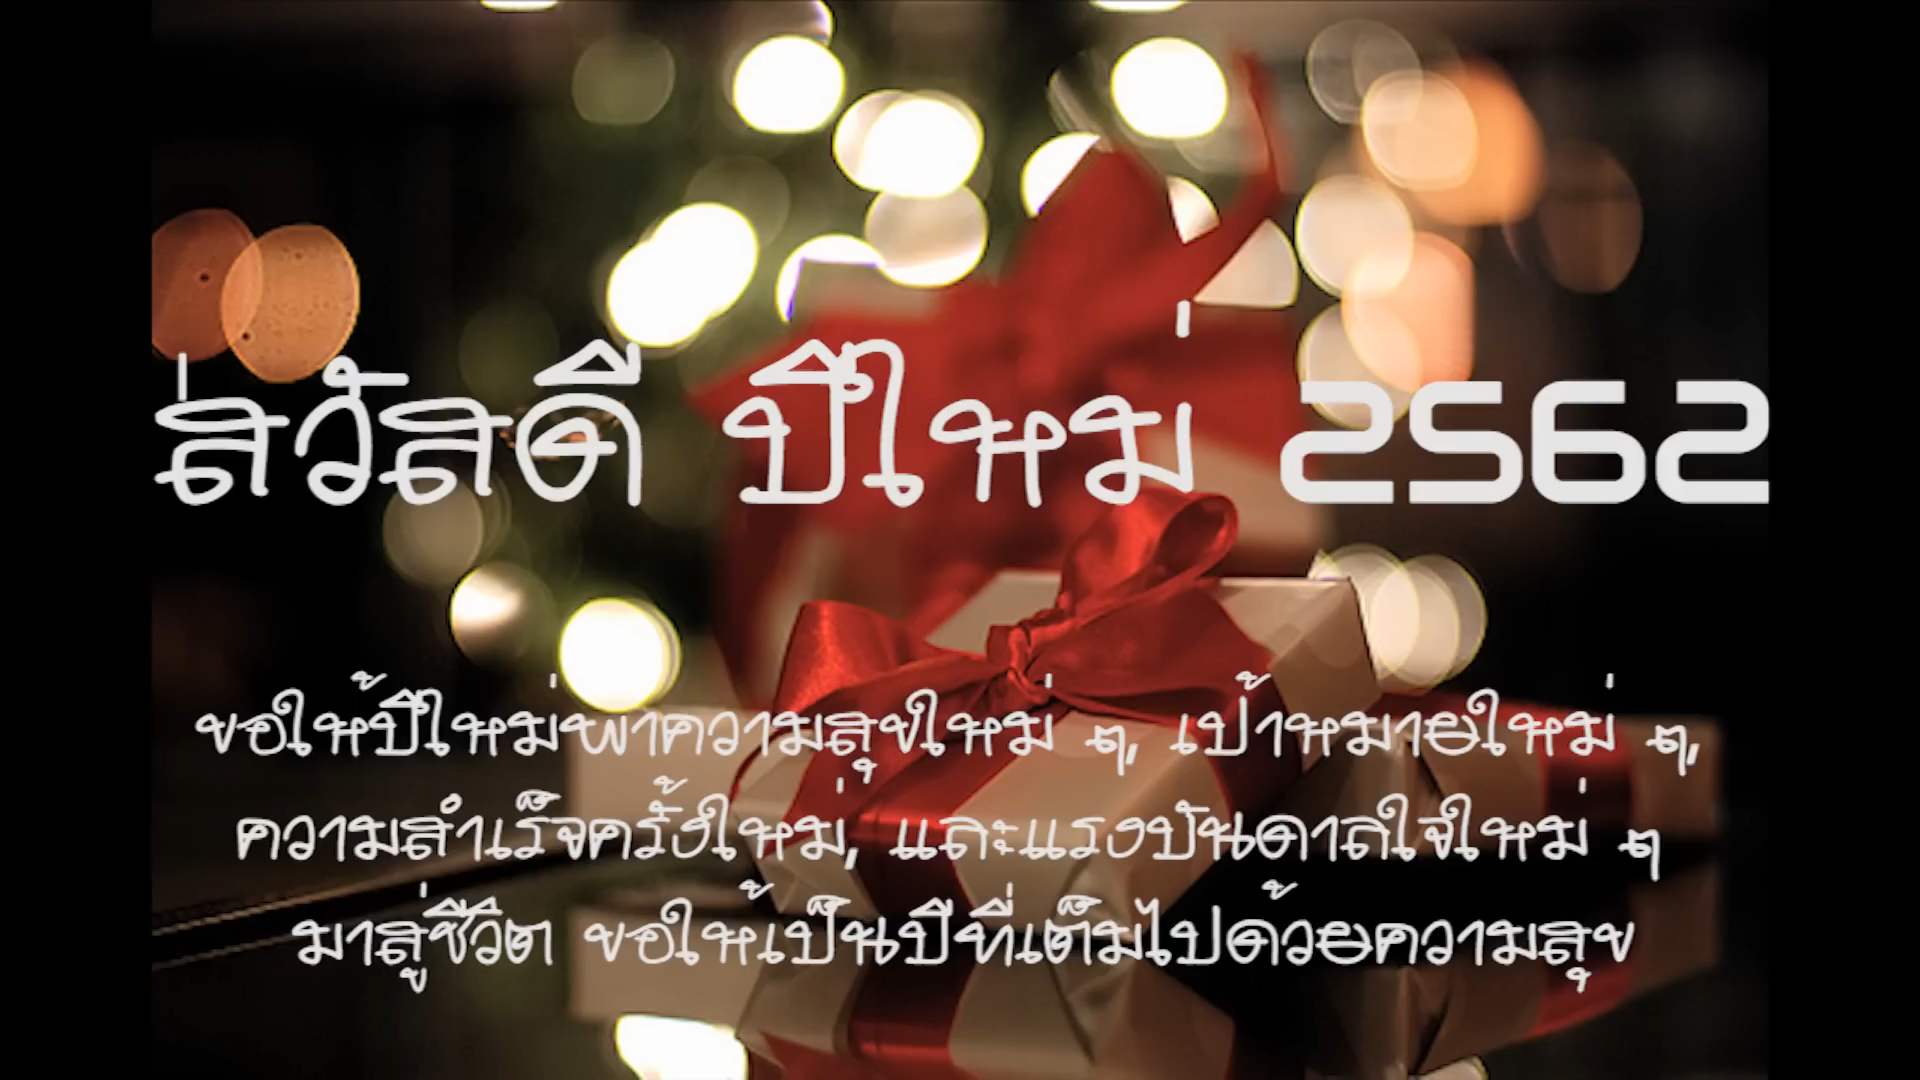 ส่วัสดี ปีใหม่ 2562
ขอให้ปีใหม่พาความสุขใหม่ ๆ, เป้าหมายใหม่ ๆ,
ความสำเร็จครั้งใหม่, และแรงบันดาลใจใหม่ ๆ
มาสู่ชีวิต ขอให้เป็นปีที่เต็มไปด้วยความสุข